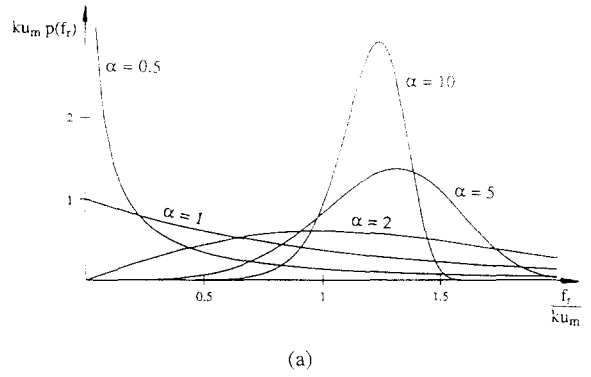 ku_m p(f_r)
α = 0.5
α = 10
2
α = 5
1
α = 1
α = 2
0.5
1
1.5
f_r
ku_m
(a)